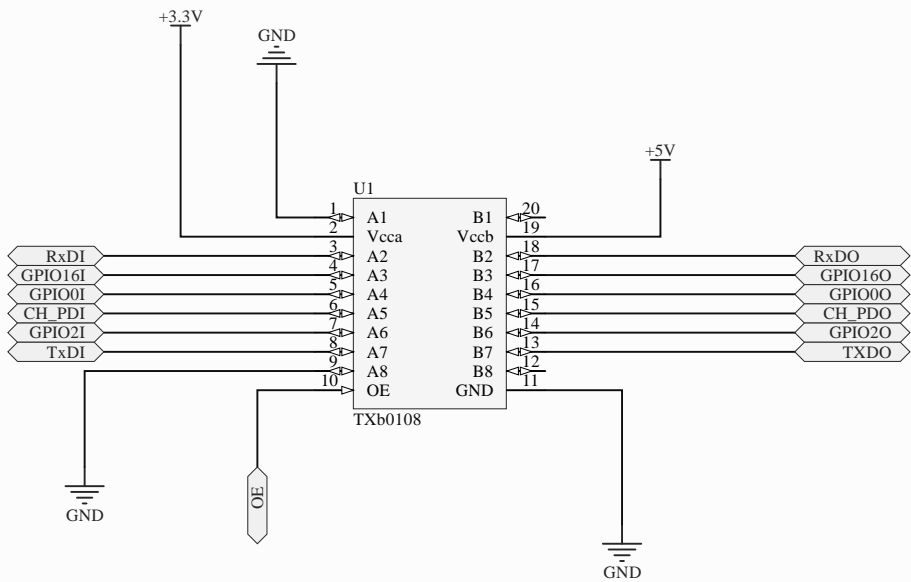 +3.3V
GND
+5V
U1
1 A1 B1 20
2 Vcca Vccb 19
RxDI 3 A2 B2 18 RxDO
GPIO16I 4 A3 B3 17 GPIO16O
GPIO0I 5 A4 B4 16 GPIO0O
CH_PDI 6 A5 B5 15 CH_PDO
GPIO2I 7 A6 B6 14 GPIO2O
TxDI 8 A7 B7 13 TXDO
9 A8 B8 12
10 OE GND 11
TXb0108
OE
GND
GND